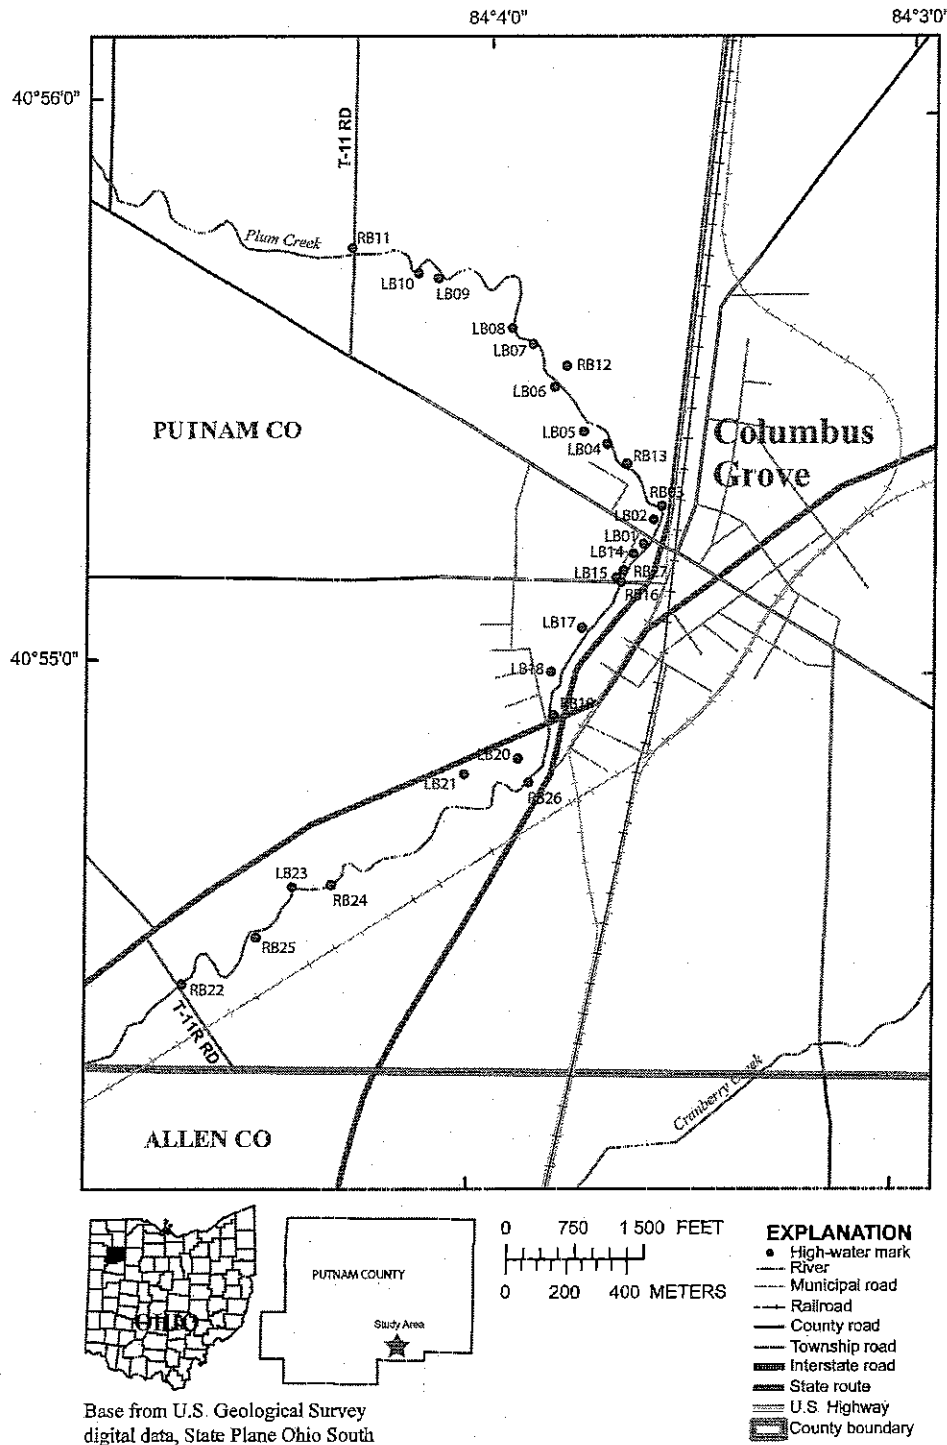 84°4'0" 84°3'0"
40°56'0"
T-11 RD
Plum Creek
RB11
LB10
LB09
LB08
LB07
RB12
LB06
PUTNAM CO
LB05
LB04
RB13
Columbus
Grove
RB03
LB02
LB01
LB14
RB27
LB15
RB16
LB17
40°55'0"
LB18
RB19
LB20
LB21
RB26
LB23
RB24
RB25
RB22
T-11R RD
Cranberry Creek
ALLEN CO
OHIO
PUTNAM COUNTY
Study Area
0 750 1 500 FEET
0 200 400 METERS
EXPLANATION
High-water mark
River
Municipal road
Railroad
County road
Township road
Interstate road
State route
U.S. Highway
County boundary
Base from U.S. Geological Survey
digital data, State Plane Ohio South